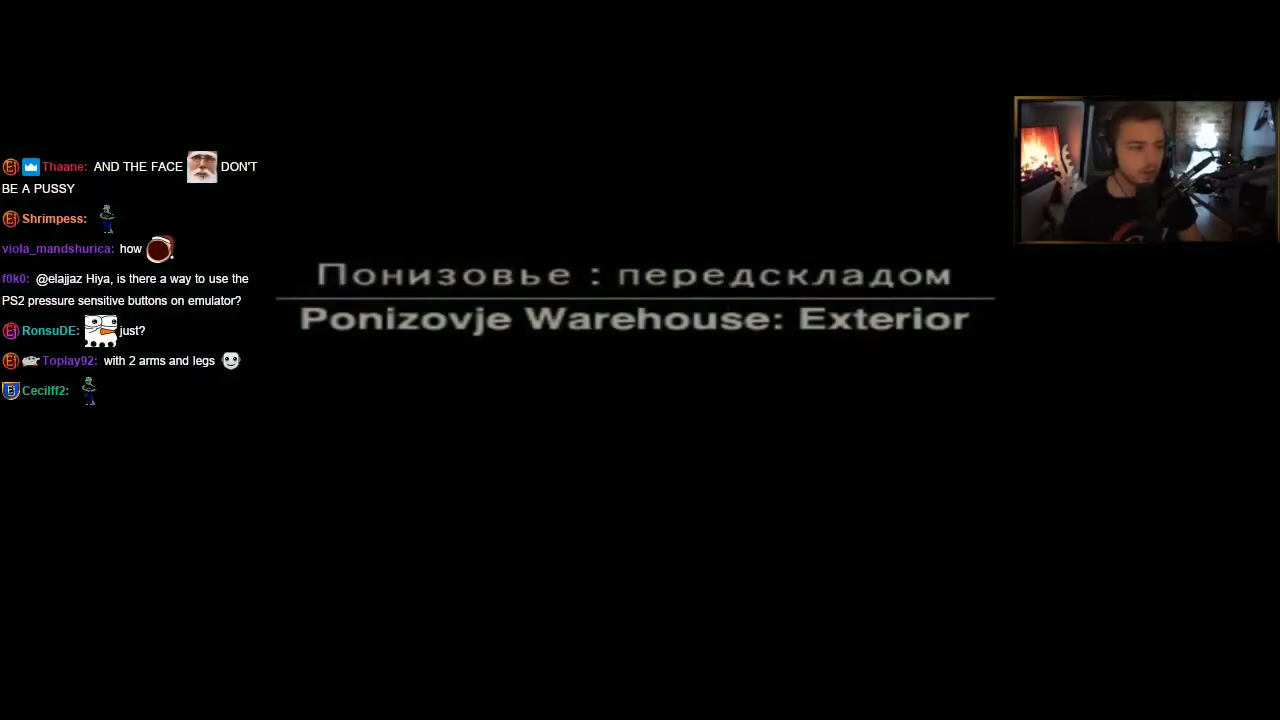 Thaane: AND THE FACE DON'T
BE A PUSSY
Shrimpess:
viola_mandshurica: how
f0k0: @elajjaz Hiya, is there a way to use the
PS2 pressure sensitive buttons on emulator?
RonsuDE: just?
Toplay92: with 2 arms and legs
Cecilff2:
Понизовье : передскладом
Ponizovje Warehouse: Exterior